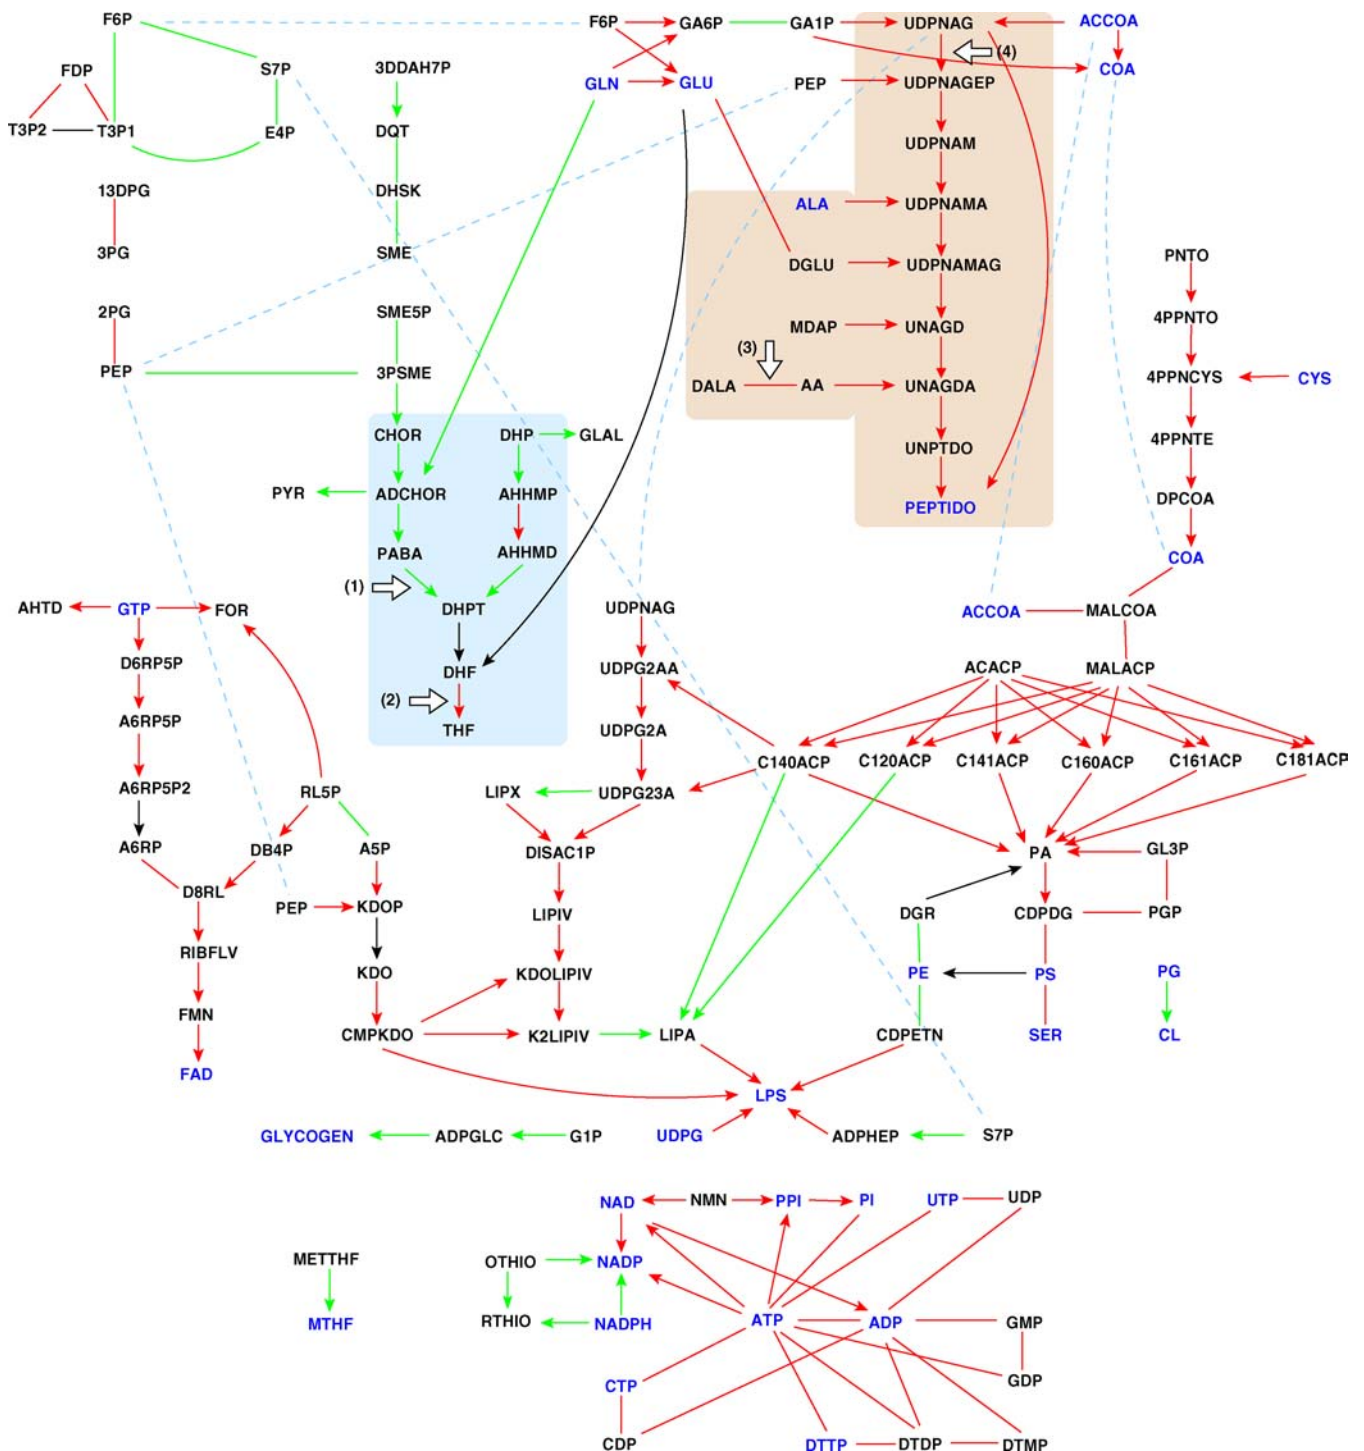 F6P F6P GA6P GA1P UDPNAG ACCOA
(4)
FDP S7P 3DDAH7P GLN GLU PEP UDPNAGEP COA
T3P2 T3P1 E4P DQT UDPNAM
13DPG DHSK ALA UDPNAMA
3PG SME DGLU UDPNAMAG PNTO
2PG SME5P MDAP UNAGD 4PPNTO
(3)
PEP 3PSME DALA AA UNAGDA 4PPNCYS CYS
CHOR DHP GLAL UNPTDO 4PPNTE
PYR ADCHOR AHHMP PEPTIDO DPCOA
PABA AHHMD COA
(1)
AHTD GTP FOR DHPT UDPNAG ACCOA MALCOA
D6RP5P DHF UDPG2AA ACACP MALACP
(2)
A6RP5P THF UDPG2A
C140ACP C120ACP C141ACP C160ACP C161ACP C181ACP
A6RP5P2 RL5P LIPX UDPG23A
A6RP DB4P A5P DISAC1P PA GL3P
D8RL PEP KDOP LIPIV DGR CDPDG PGP
RIBFLV KDO KDOLIPIV PE PS PG
FMN CMPKDO K2LIPIV LIPA CDPETN SER CL
FAD LPS
GLYCOGEN ADPGLC G1P UDPG ADPHEP S7P
NAD NMN PPI PI UTP UDP
METTHF OTHIO NADP
MTHF RTHIO NADPH ATP ADP GMP
CTP GDP
CDP DTTP DTDP DTMP